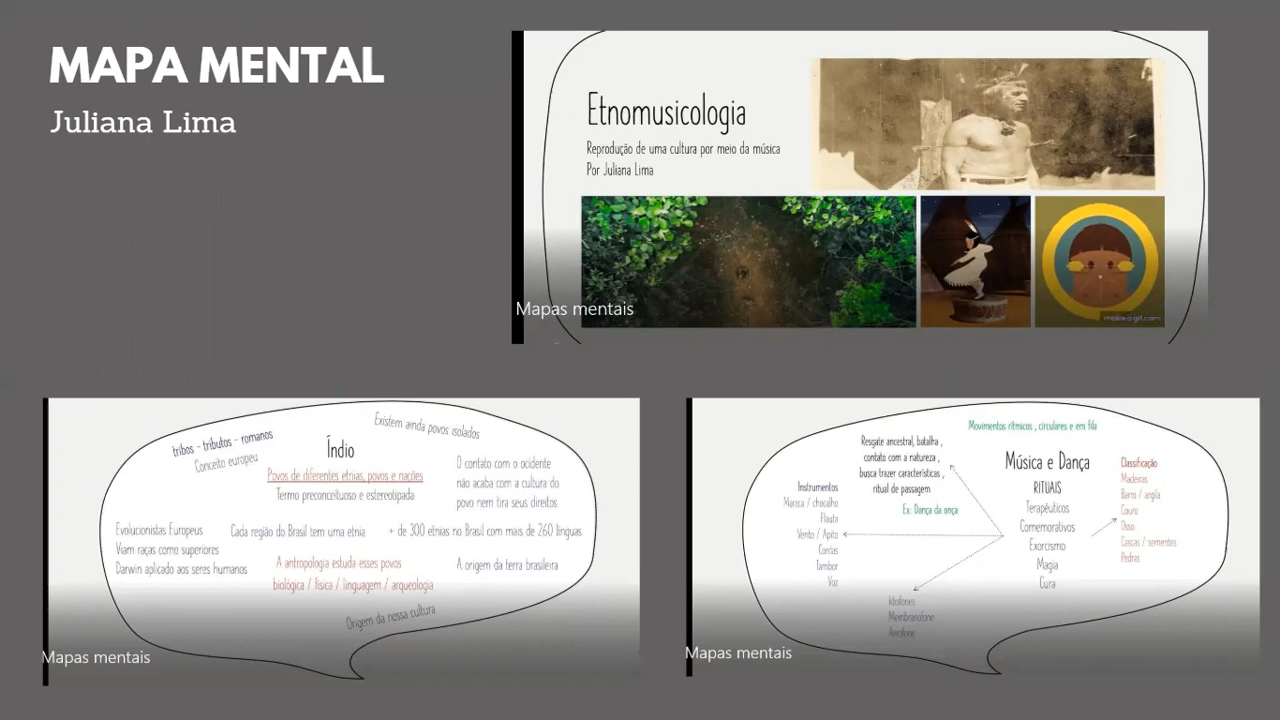 MAPA MENTAL
Juliana Lima
Etnomusicologia
Reprodução de uma cultura por meio da música
Por Juliana Lima
make a gif.com
Mapas mentais
Existem ainda povos isolados
tribos - tributos - romanos
Conceito europeu
Índio
Povos de diferentes etnias, povos e nações
Termo preconceituoso e estereotipada
O contato com o ocidente
não acaba com a cultura do
povo nem tira seus direitos
Evolucionistas Europeus
Viam raças como superiores
Darwin aplicado aos seres humanos
Cada região do Brasil tem uma etnia
+ de 300 etnias no Brasil com mais de 260 línguas
A antropologia estuda esses povos
biológica / física / linguagem / arqueologia
A origem da terra brasileira
Origem da nossa cultura
Mapas mentais
Movimentos rítmicos , circulares e em fila
Resgate ancestral, batalha ,
contato com a natureza ,
busca trazer características ,
ritual de passagem
Ex: Dança da onça
Música e Dança
RITUAIS
Terapêuticos
Comemorativos
Exorcismo
Magia
Cura
Classificação
Madeiras
Barro / argila
Couro
Osso
Cascas / sementes
Pedras
Instrumentos
Maraca / chocalho
Flauta
Vento / Apito
Cordas
Tambor
Voz
Idiofones
Membranofone
Aerofone
Mapas mentais